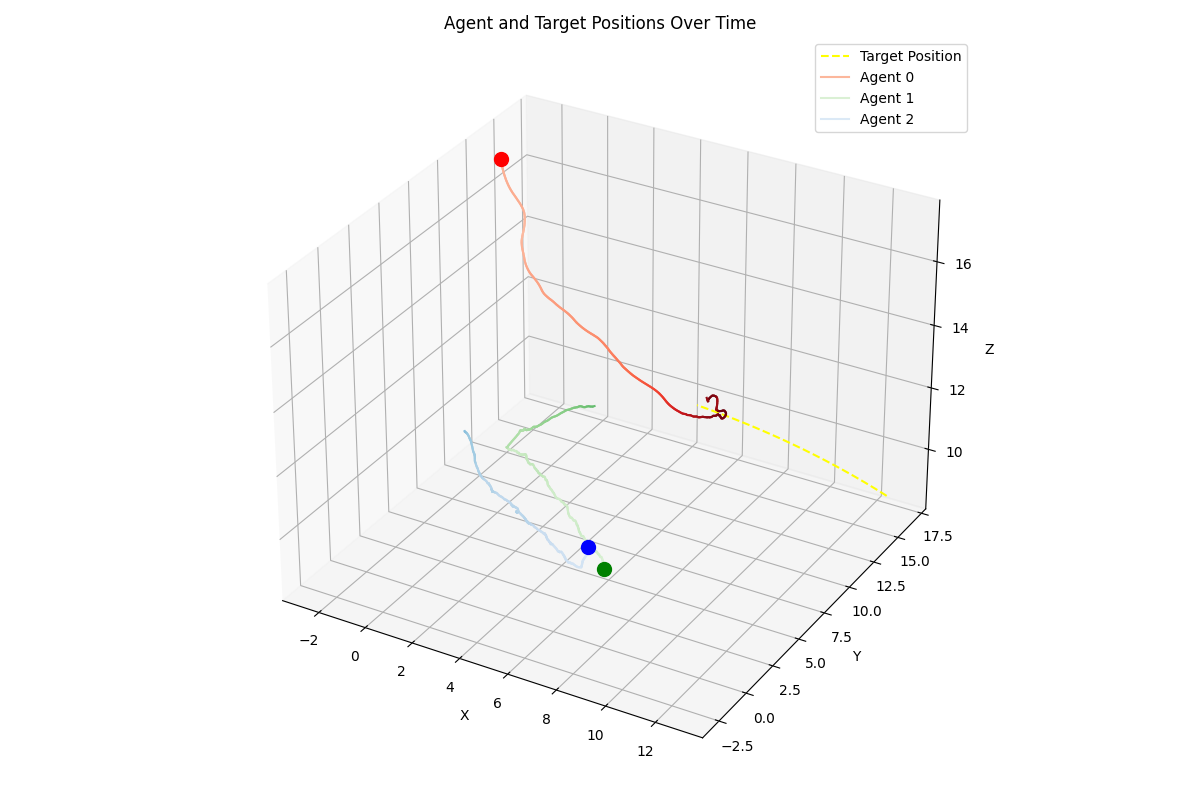 Agent and Target Positions Over Time
Target Position
Agent 0
Agent 1
Agent 2
16
14
12
10
Z
17.5
15.0
12.5
10.0
7.5
5.0
2.5
0.0
−2.5
Y
−2
0
2
4
6
8
10
12
X